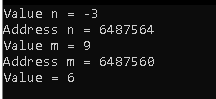 Value n = -3
Address n = 6487564
Value m = 9
Address m = 6487560
Value = 6